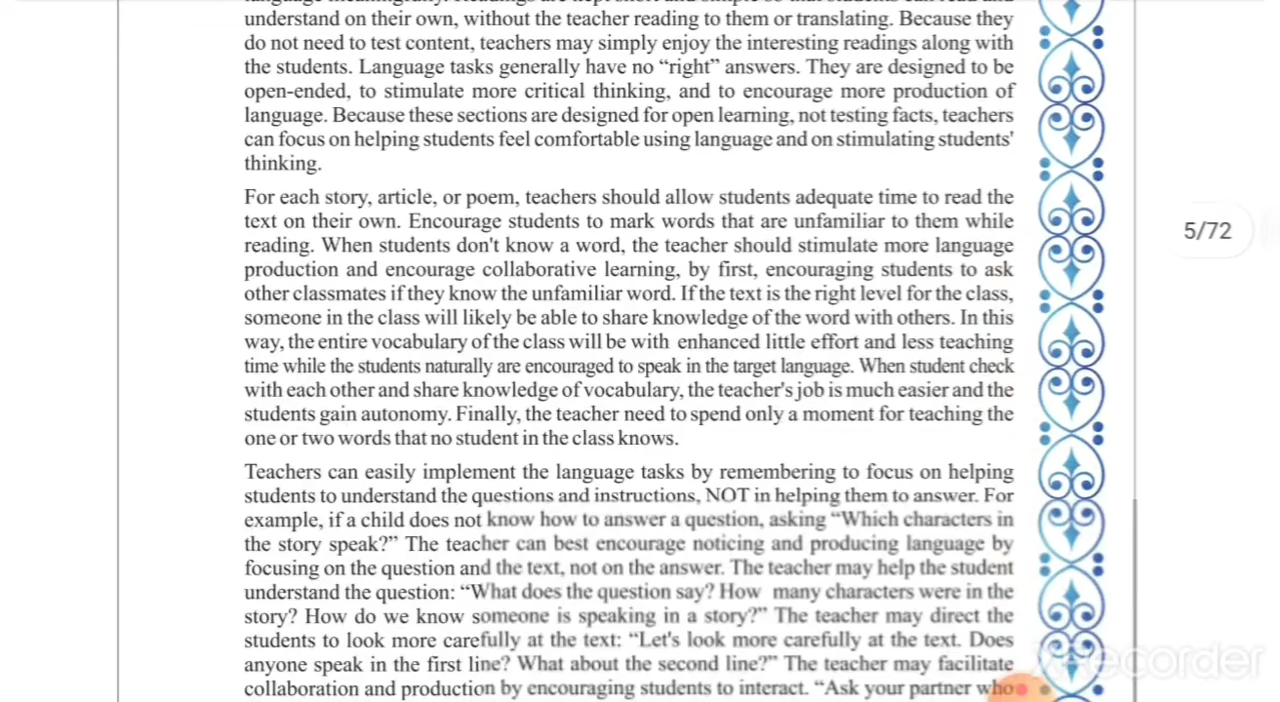 understand on their own, without the teacher reading to them or translating. Because they
do not need to test content, teachers may simply enjoy the interesting readings along with
the students. Language tasks generally have no “right” answers. They are designed to be
open-ended, to stimulate more critical thinking, and to encourage more production of
language. Because these sections are designed for open learning, not testing facts, teachers
can focus on helping students feel comfortable using language and on stimulating students'
thinking.
For each story, article, or poem, teachers should allow students adequate time to read the
text on their own. Encourage students to mark words that are unfamiliar to them while
reading. When students don't know a word, the teacher should stimulate more language
production and encourage collaborative learning, by first, encouraging students to ask
other classmates if they know the unfamiliar word. If the text is the right level for the class,
someone in the class will likely be able to share knowledge of the word with others. In this
way, the entire vocabulary of the class will be with enhanced little effort and less teaching
time while the students naturally are encouraged to speak in the target language. When student check
with each other and share knowledge of vocabulary, the teacher's job is much easier and the
students gain autonomy. Finally, the teacher need to spend only a moment for teaching the
one or two words that no student in the class knows.
Teachers can easily implement the language tasks by remembering to focus on helping
students to understand the questions and instructions, NOT in helping them to answer. For
example, if a child does not know how to answer a question, asking “Which characters in
the story speak?” The teacher can best encourage noticing and producing language by
focusing on the question and the text, not on the answer. The teacher may help the student
understand the question: “What does the question say? How many characters were in the
story? How do we know someone is speaking in a story?” The teacher may direct the
students to look more carefully at the text: “Let's look more carefully at the text. Does
anyone speak in the first line? What about the second line?” The teacher may facilitate
collaboration and production by encouraging students to interact. “Ask your partner who
5/72